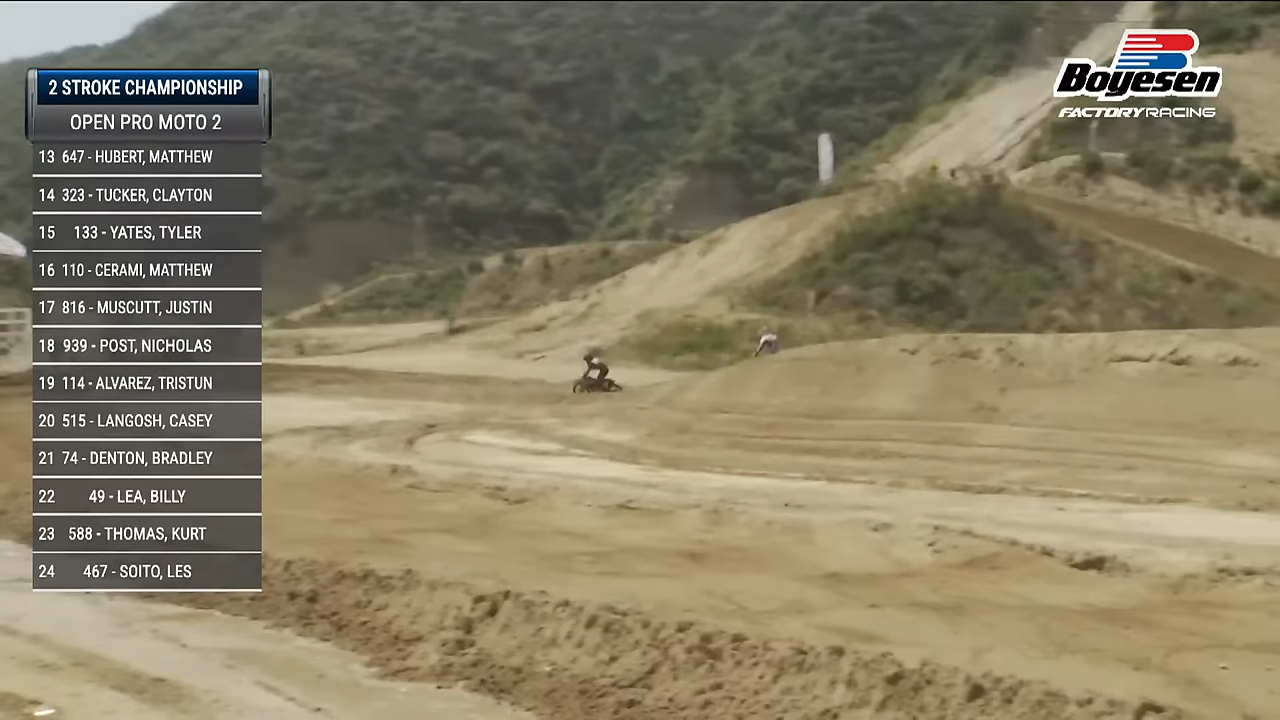 2 STROKE CHAMPIONSHIP
OPEN PRO MOTO 2
13 647 - HUBERT, MATTHEW
14 323 - TUCKER, CLAYTON
15 133 - YATES, TYLER
16 110 - CERAMI, MATTHEW
17 816 - MUSCUTT, JUSTIN
18 939 - POST, NICHOLAS
19 114 - ALVAREZ, TRISTUN
20 515 - LANGOSH, CASEY
21 74 - DENTON, BRADLEY
22 49 - LEA, BILLY
23 588 - THOMAS, KURT
24 467 - SOITO, LES
Boyesen
FACTORY RACING